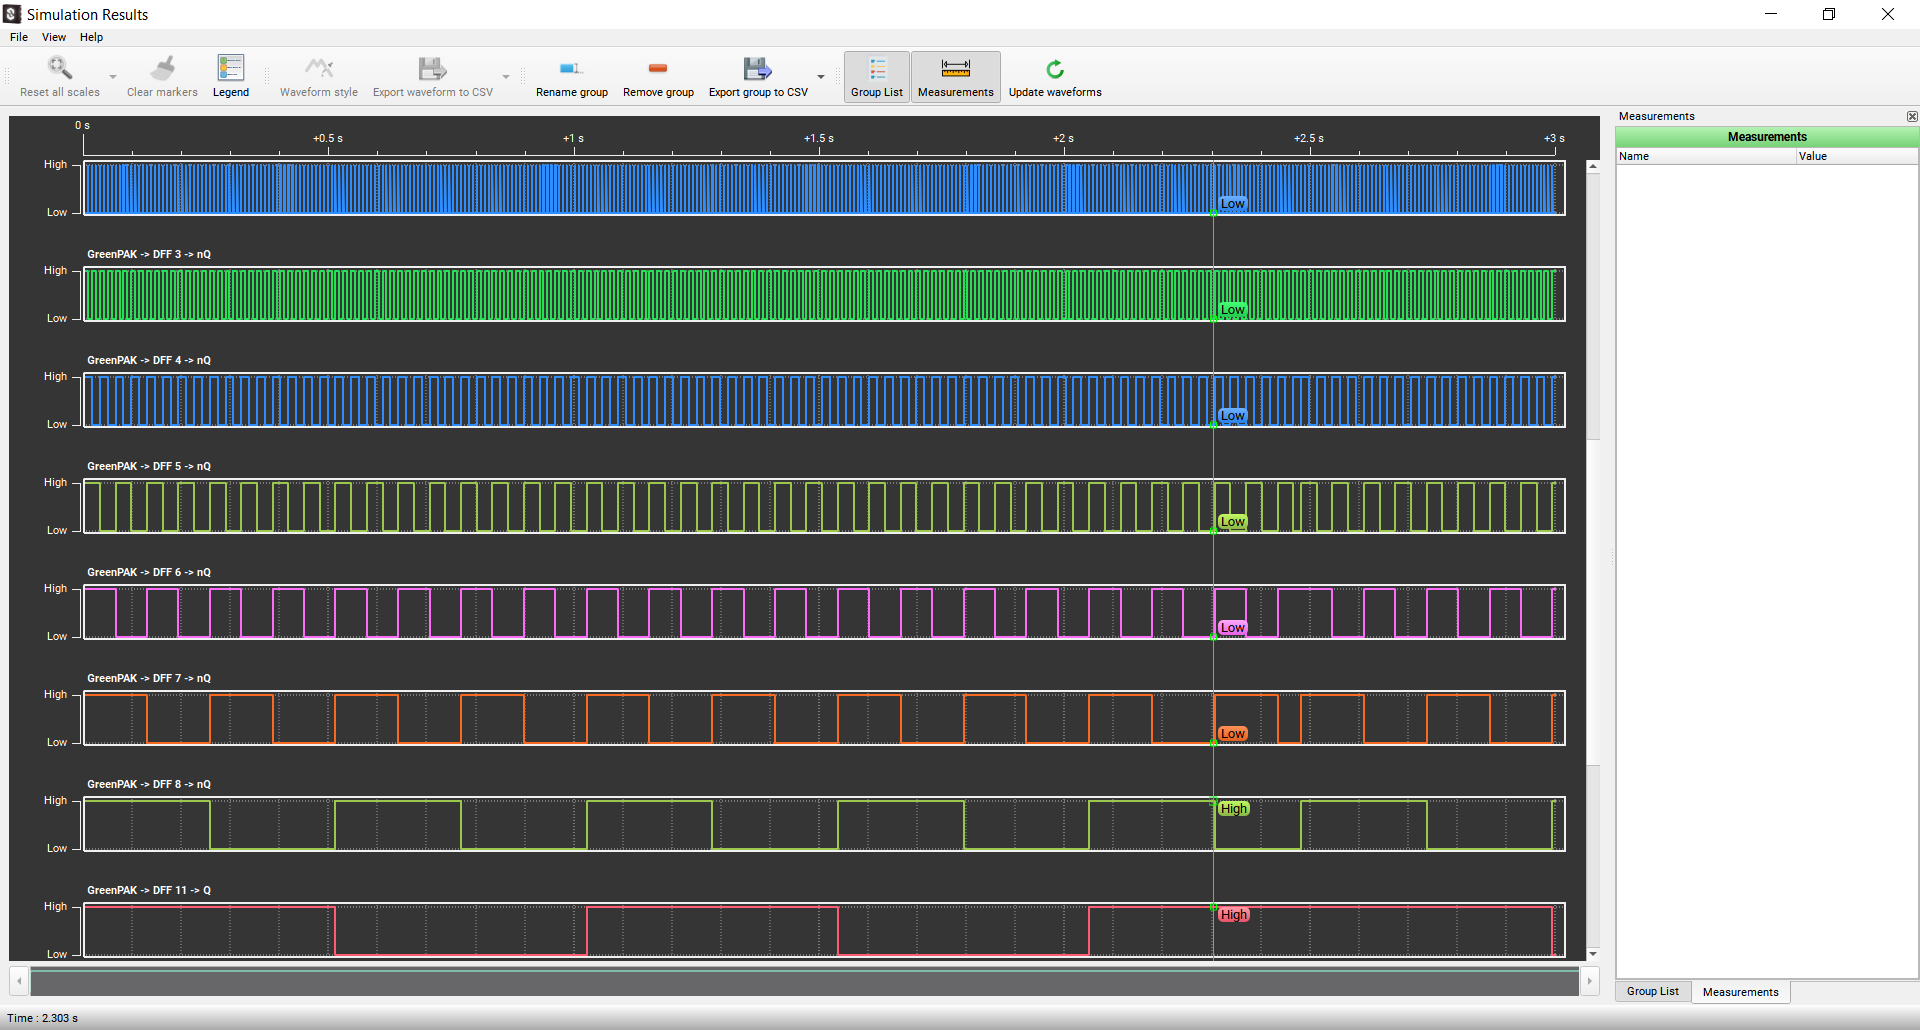 Simulation Results
File View Help
Reset all scales Clear markers Legend Waveform style Export waveform to CSV Rename group Remove group Export group to CSV Group List Measurements Update waveforms
0 s
+0.5 s +1 s +1.5 s +2 s +2.5 s +3 s
High
Low
Low
GreenPAK -> DFF 3 -> nQ
High
Low
Low
GreenPAK -> DFF 4 -> nQ
High
Low
Low
GreenPAK -> DFF 5 -> nQ
High
Low
Low
GreenPAK -> DFF 6 -> nQ
High
Low
Low
GreenPAK -> DFF 7 -> nQ
High
Low
Low
GreenPAK -> DFF 8 -> nQ
High
High
Low
GreenPAK -> DFF 11 -> Q
High
High
Low
Measurements
Measurements
Name Value
Group List Measurements
Time : 2.303 s